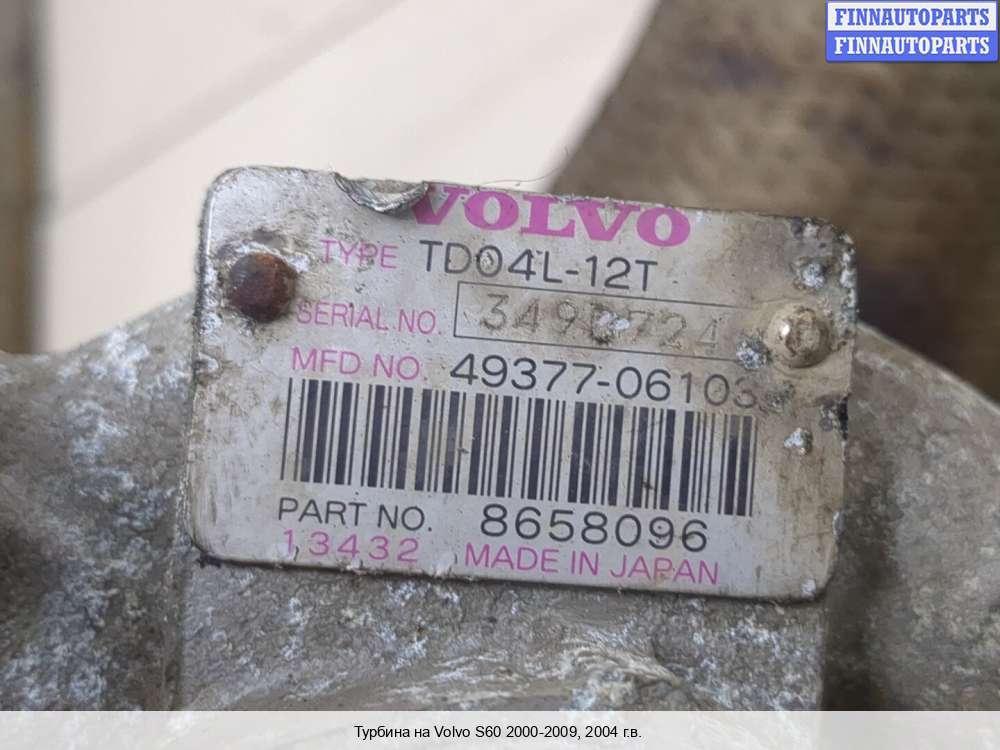 FINNAUTOPARTS
FINNAUTOPARTS
VOLVO
TYPE TD04L-12T
SERIAL NO.
MFD NO. 49377-06103
PART NO. 8658096
13432 MADE IN JAPAN
Турбина на Volvo S60 2000-2009, 2004 г.в.